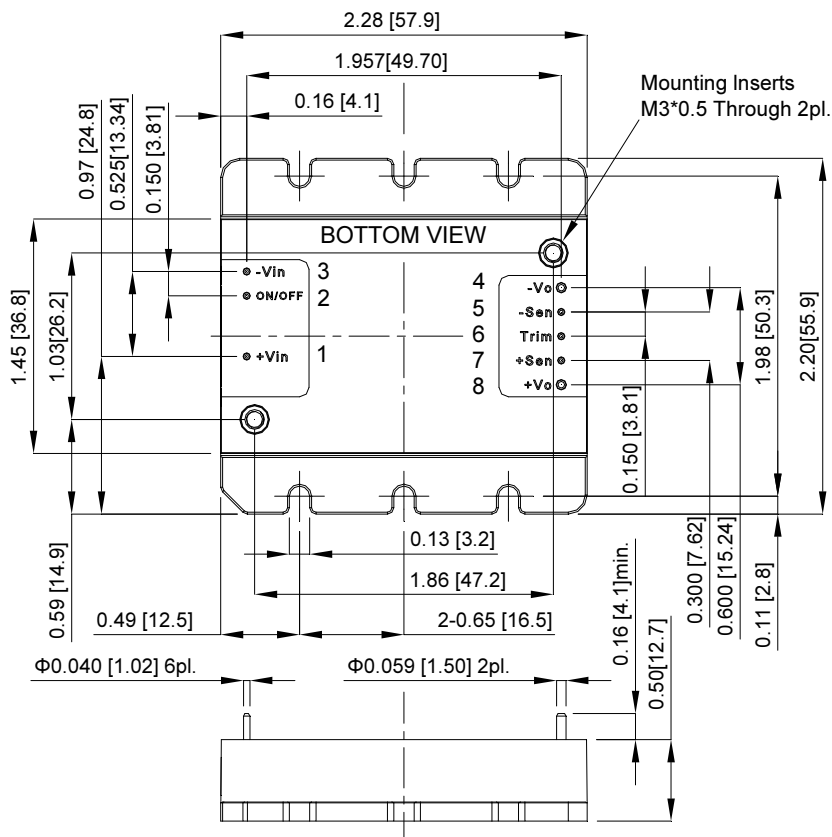 2.28 [57.9]
1.957[49.70]
0.16 [4.1]
Mounting Inserts
M3*0.5 Through 2pl.
0.97 [24.8]
0.525[13.34]
0.150 [3.81]
BOTTOM VIEW
-Vin 3
ON/OFF 2
+Vin 1
4 -Vo
5 -Sen
6 Trim
7 +Sen
8 +Vo
1.45 [36.8]
1.03[26.2]
0.59 [14.9]
1.98 [50.3]
2.20[55.9]
0.150 [3.81]
0.300 [7.62]
0.600 [15.24]
0.11 [2.8]
0.13 [3.2]
1.86 [47.2]
0.49 [12.5]
2-0.65 [16.5]
0.16 [4.1]min.
0.50[12.7]
Φ0.040 [1.02] 6pl.
Φ0.059 [1.50] 2pl.